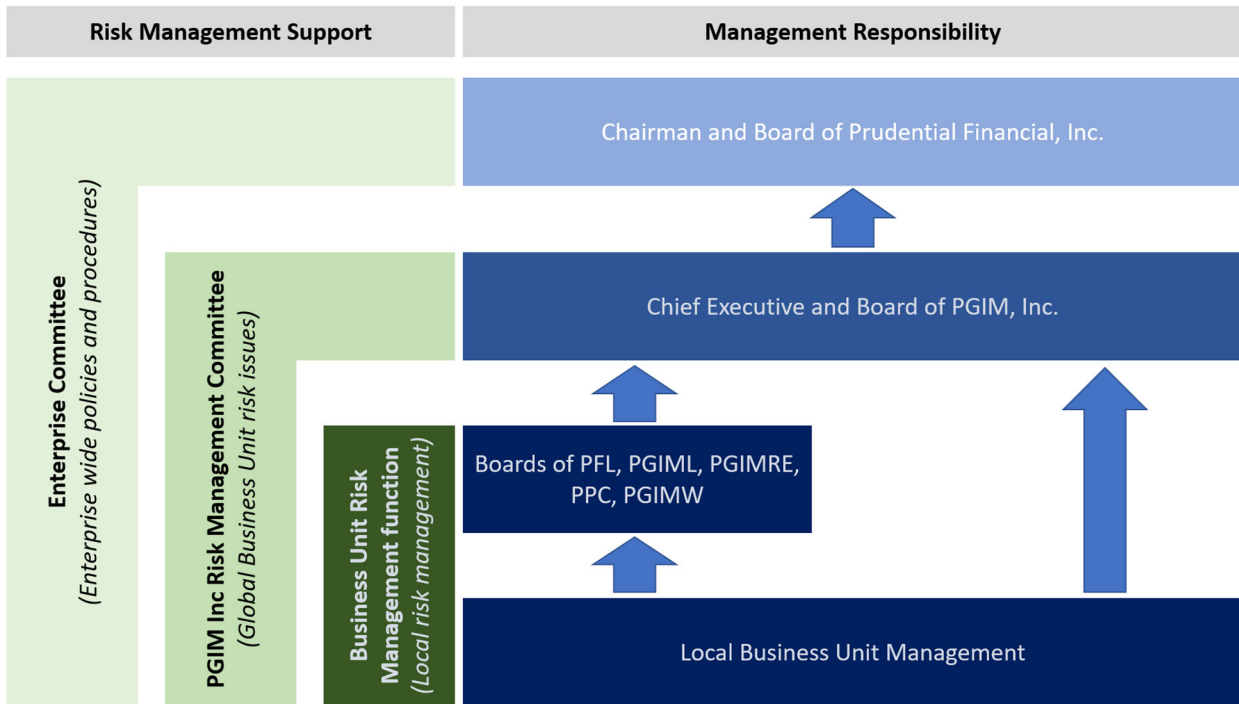 Risk Management Support
Management Responsibility
Enterprise Committee
(Enterprise wide policies and procedures)
PGIM Inc Risk Management Committee
(Global Business Unit risk issues)
Business Unit Risk
Management function
(Local risk management)
Chairman and Board of Prudential Financial, Inc.
Chief Executive and Board of PGIM, Inc.
Boards of PFL, PGIML, PGIMRE,
PPC, PGIMW
Local Business Unit Management